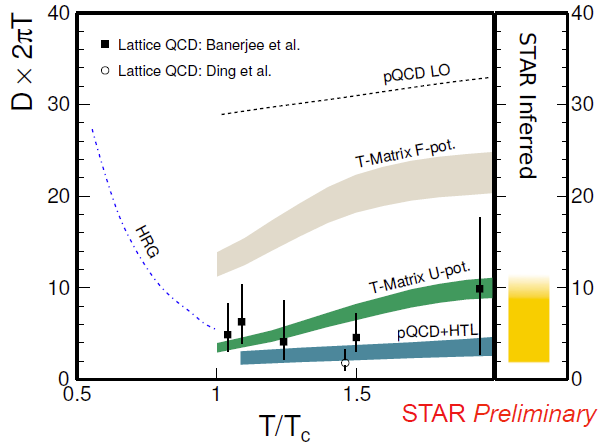 40
30
20
10
0
D × 2πT
Lattice QCD: Banerjee et al.
Lattice QCD: Ding et al.
pQCD LO
T-Matrix F-pot.
HRG
T-Matrix U-pot.
pQCD+HTL
STAR Inferred
40
30
20
10
0
0.5 1 1.5
T/Tc
STAR Preliminary